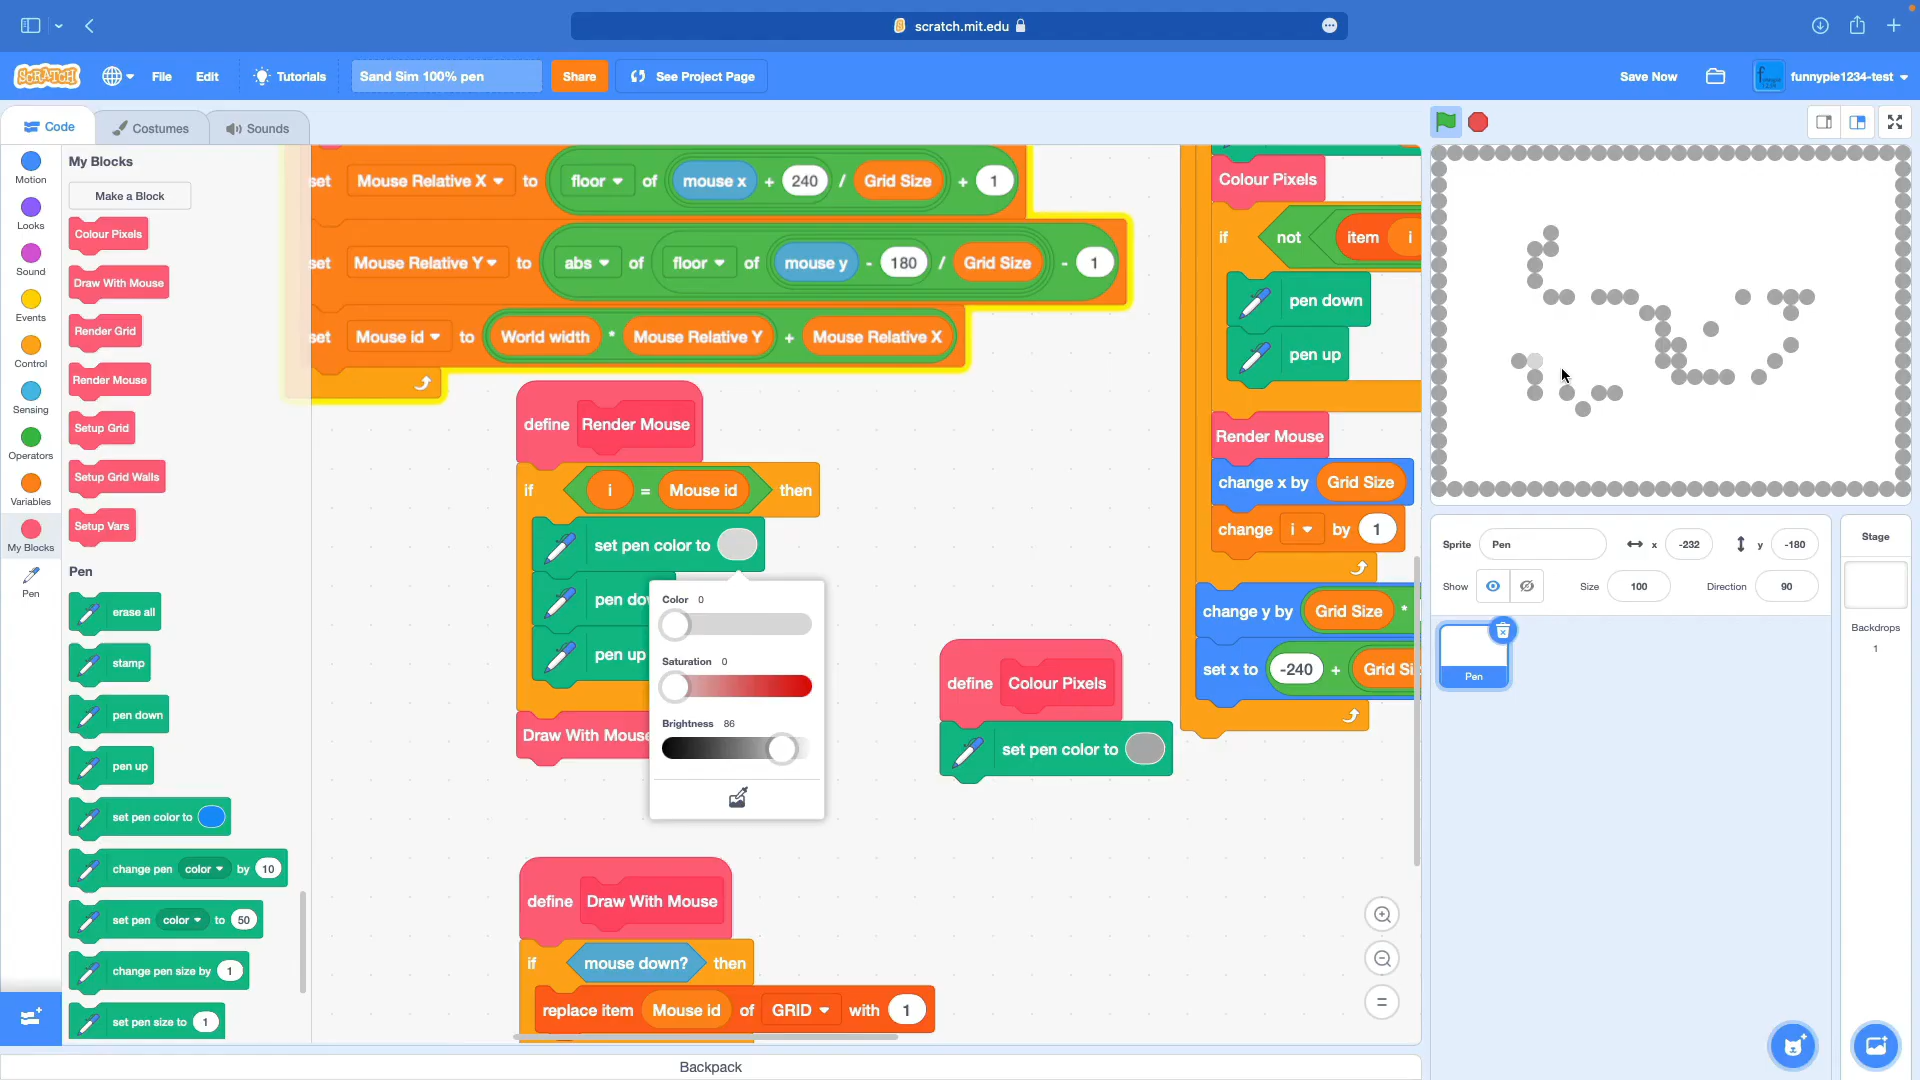 scratch.mit.edu
SCRATCH
File
Edit
Tutorials
Sand Sim 100% pen
Share
See Project Page
Save Now
funnypie1234-test
Code
Costumes
Sounds
Motion
Looks
Sound
Events
Control
Sensing
Operators
Variables
My Blocks
Pen
My Blocks
Make a Block
Colour Pixels
Draw With Mouse
Render Grid
Render Mouse
Setup Grid
Setup Grid Walls
Setup Vars
Pen
erase all
stamp
pen down
pen up
set pen color to
change pen color by 10
set pen color to 50
change pen size by 1
set pen size to 1
set Mouse Relative X to floor of mouse x + 240 / Grid Size + 1
set Mouse Relative Y to abs of floor of mouse y - 180 / Grid Size - 1
set Mouse id to World width * Mouse Relative Y + Mouse Relative X
define Render Mouse
if i = Mouse id then
set pen color to
pen dow
pen up
Draw With Mouse
Color 0
Saturation 0
Brightness 86
define Draw With Mouse
if mouse down? then
replace item Mouse id of GRID with 1
define Colour Pixels
set pen color to
Colour Pixels
if not item i
pen down
pen up
Render Mouse
change x by Grid Size
change i by 1
change y by Grid Size *
set x to -240 + Grid Si
Backpack
Sprite Pen x -232 y -180
Show Size 100 Direction 90
Pen
Stage
Backdrops
1